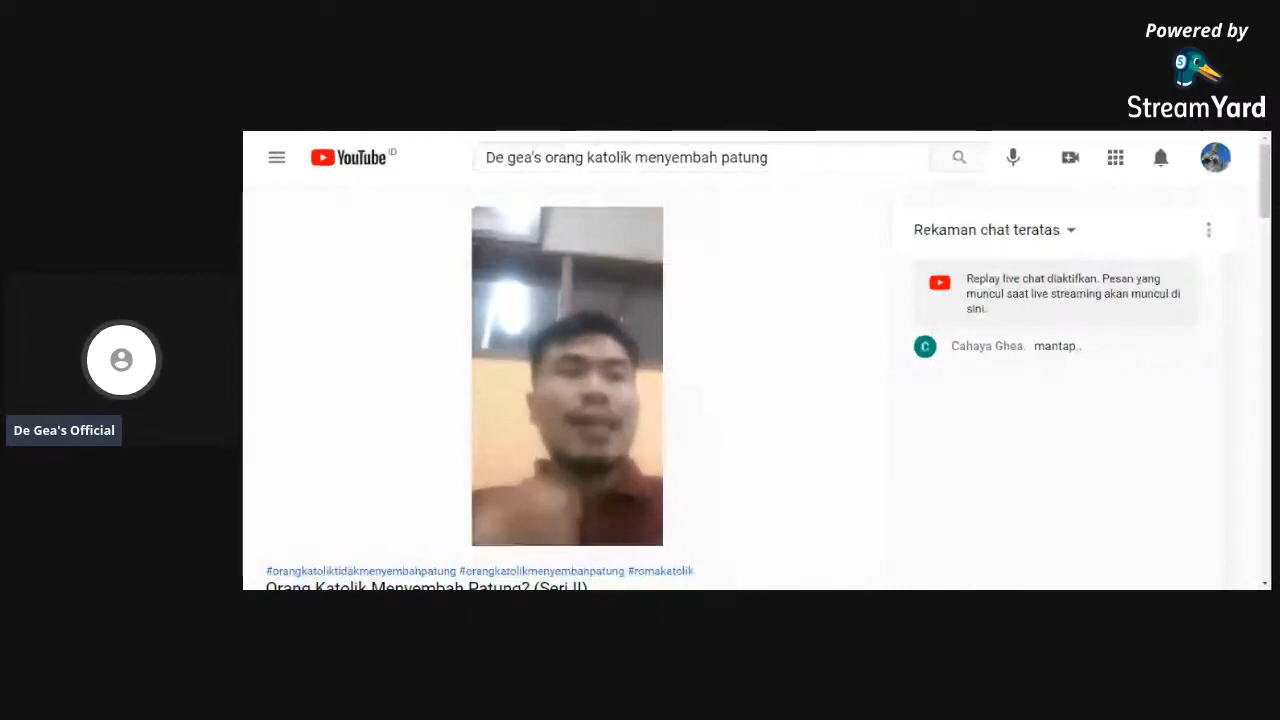 Powered by
StreamYard
YouTube ID
De gea's orang katolik menyembah patung
Rekaman chat teratas
Replay live chat diaktifkan. Pesan yang
muncul saat live streaming akan muncul di
sini.
C
Cahaya Ghea. mantap..
De Gea's Official
#orangkatoliktidakmenyembahpatung #orangkatolikmenyembahpatung #romakatolik
Orang Katolik Menyembah Patung? (Seri II)